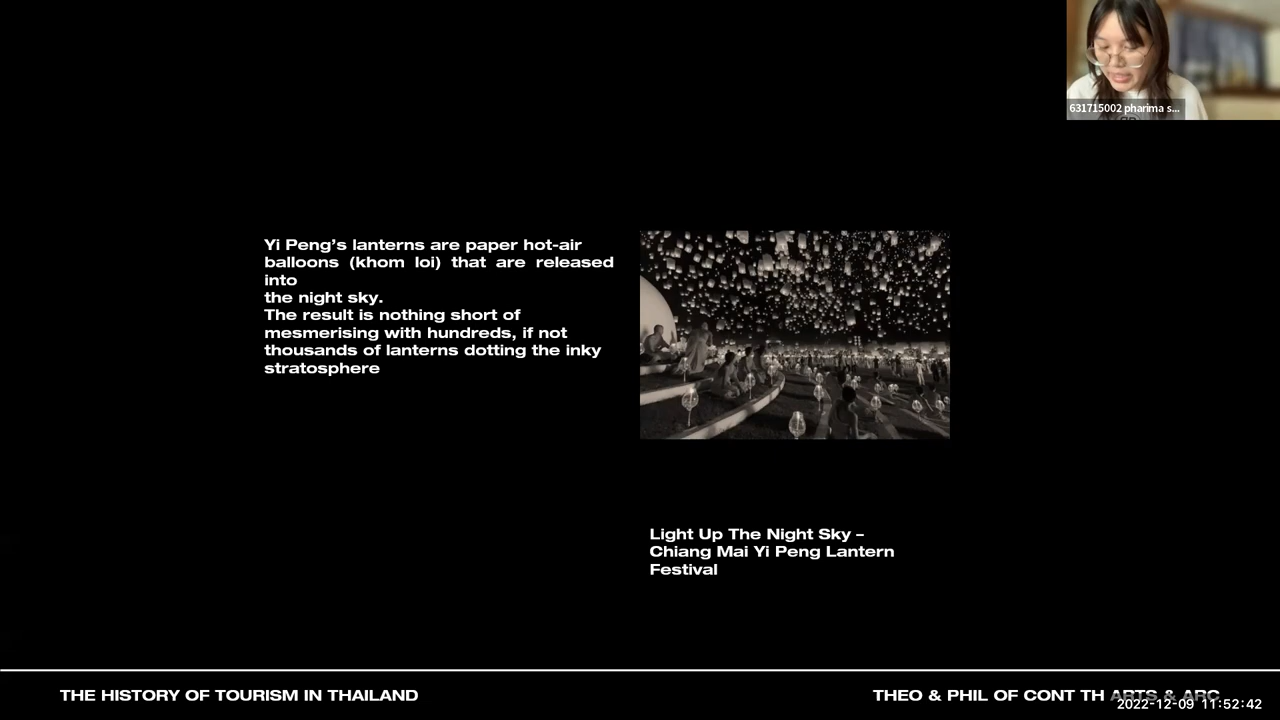 631715002 pharima s...
Yi Peng’s lanterns are paper hot-air
balloons (khom loi) that are released
into
the night sky.
The result is nothing short of
mesmerising with hundreds, if not
thousands of lanterns dotting the inky
stratosphere
Light Up The Night Sky –
Chiang Mai Yi Peng Lantern
Festival
THE HISTORY OF TOURISM IN THAILAND
THEO & PHIL OF CONT TH ARTS & ARC
2022-12-09 11:52:42